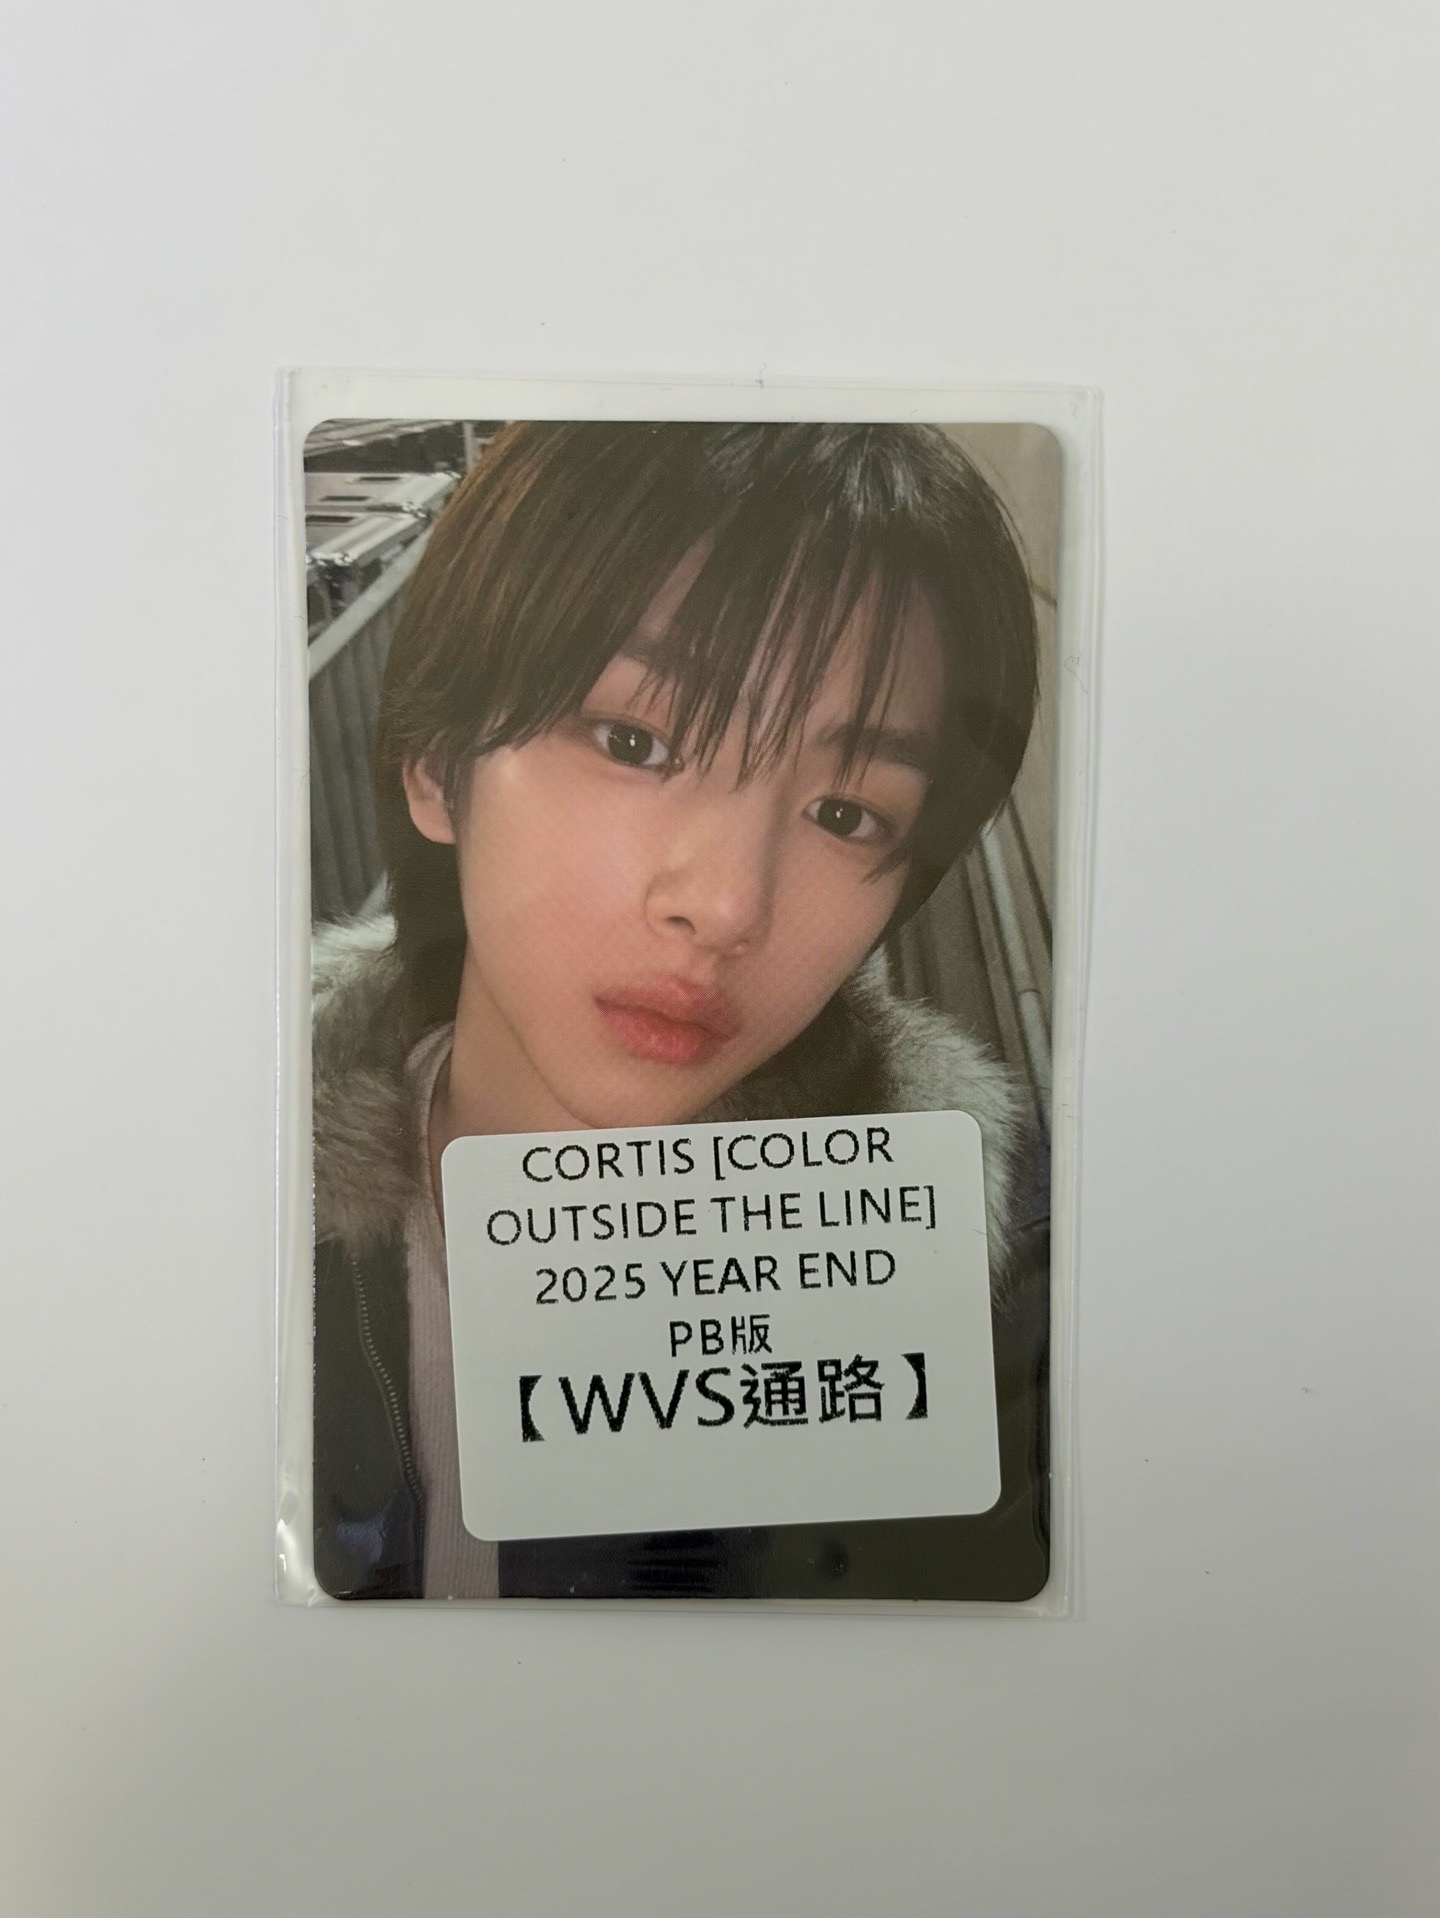 CORTIS [COLOR
OUTSIDE THE LINE]
2025 YEAR END
PB版
【WVS通路】